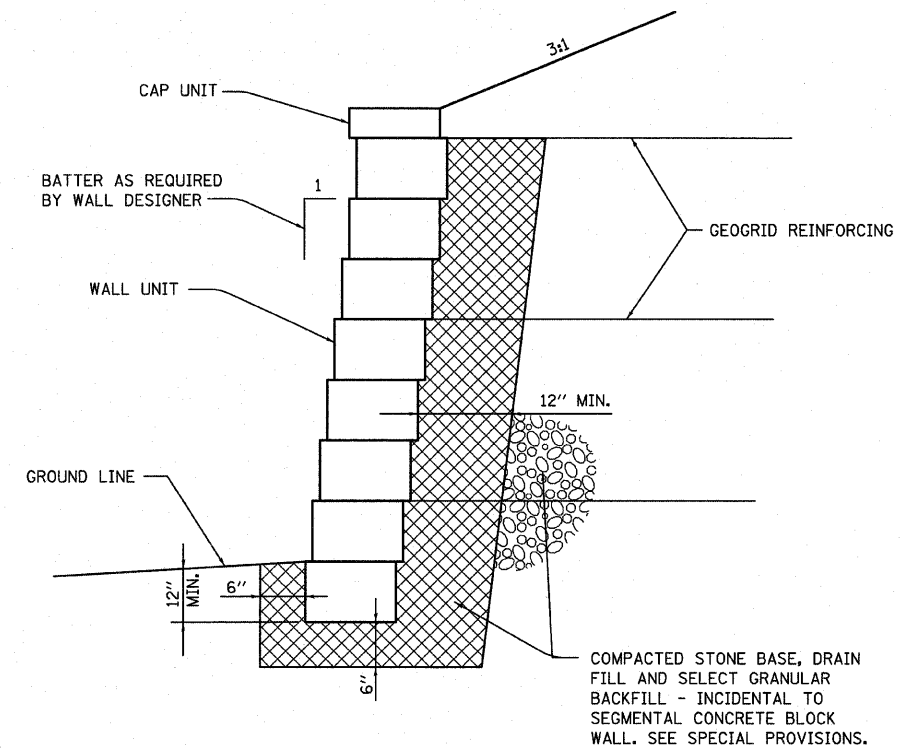 3:1
CAP UNIT
BATTER AS REQUIRED
BY WALL DESIGNER
1
GEOGRID REINFORCING
WALL UNIT
12" MIN.
GROUND LINE
12"
MIN.
6"
6"
COMPACTED STONE BASE, DRAIN
FILL AND SELECT GRANULAR
BACKFILL - INCIDENTAL TO
SEGMENTAL CONCRETE BLOCK
WALL. SEE SPECIAL PROVISIONS.